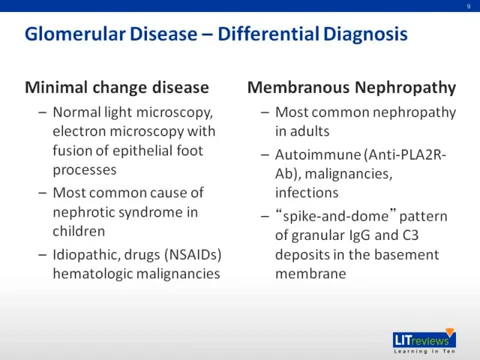 9
Glomerular Disease – Differential Diagnosis
Minimal change disease
– Normal light microscopy,
electron microscopy with
fusion of epithelial foot
processes
– Most common cause of
nephrotic syndrome in
children
– Idiopathic, drugs (NSAIDs)
hematologic malignancies
Membranous Nephropathy
– Most common nephropathy
in adults
– Autoimmune (Anti-PLA2R-
Ab), malignancies,
infections
– “spike-and-dome” pattern
of granular IgG and C3
deposits in the basement
membrane
LITreviews
Learning In Ten